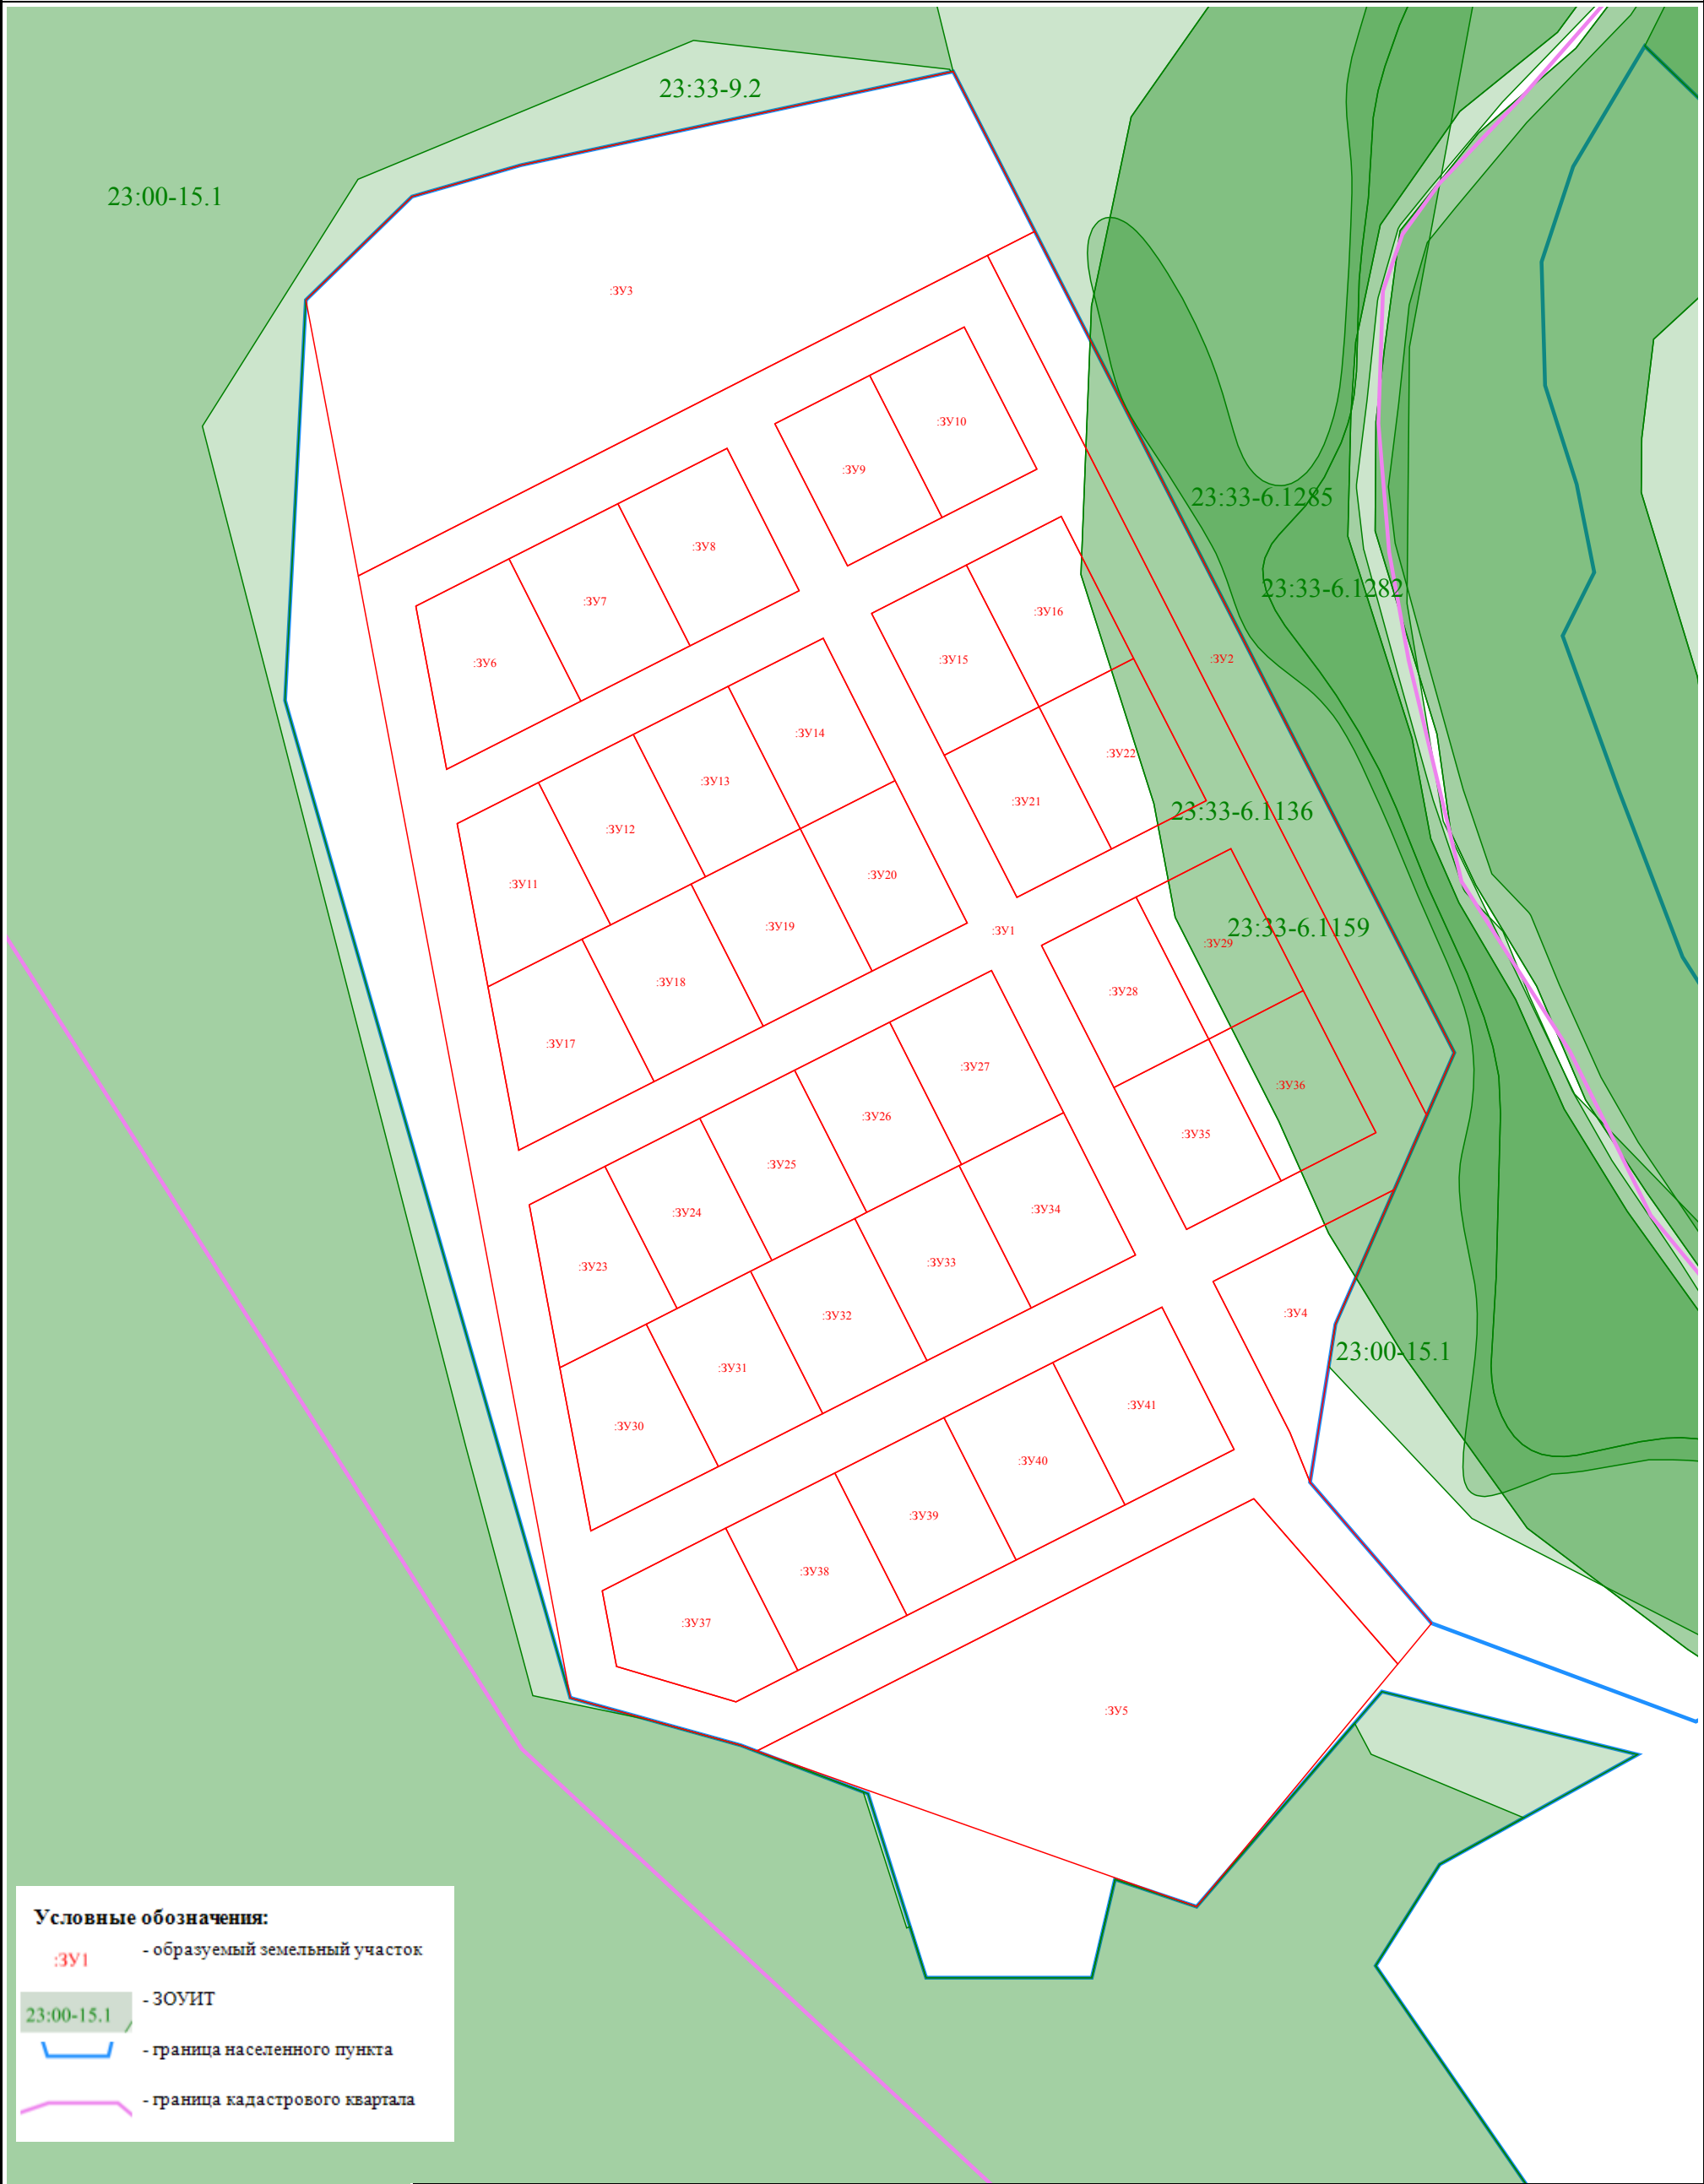 23:33-9.2
23:00-15.1
:ЗУ3
:ЗУ10
:ЗУ9
23:33-6.1285
:ЗУ8
23:33-6.1282
:ЗУ7
:ЗУ16
:ЗУ6
:ЗУ15
:ЗУ2
:ЗУ14
:ЗУ22
:ЗУ13
:ЗУ21
23:33-6.1136
:ЗУ12
:ЗУ20
:ЗУ11
:ЗУ19
:ЗУ1
23:33-6.1159
:ЗУ29
:ЗУ18
:ЗУ28
:ЗУ17
:ЗУ27
:ЗУ36
:ЗУ26
:ЗУ35
:ЗУ25
:ЗУ34
:ЗУ24
:ЗУ33
:ЗУ23
:ЗУ32
:ЗУ4
23:00-15.1
:ЗУ31
:ЗУ41
:ЗУ30
:ЗУ40
:ЗУ39
:ЗУ38
:ЗУ37
:ЗУ5
Условные обозначения:
:ЗУ1 - образуемый земельный участок
23:00-15.1 - ЗОУИТ
- граница населенного пункта
- граница кадастрового квартала